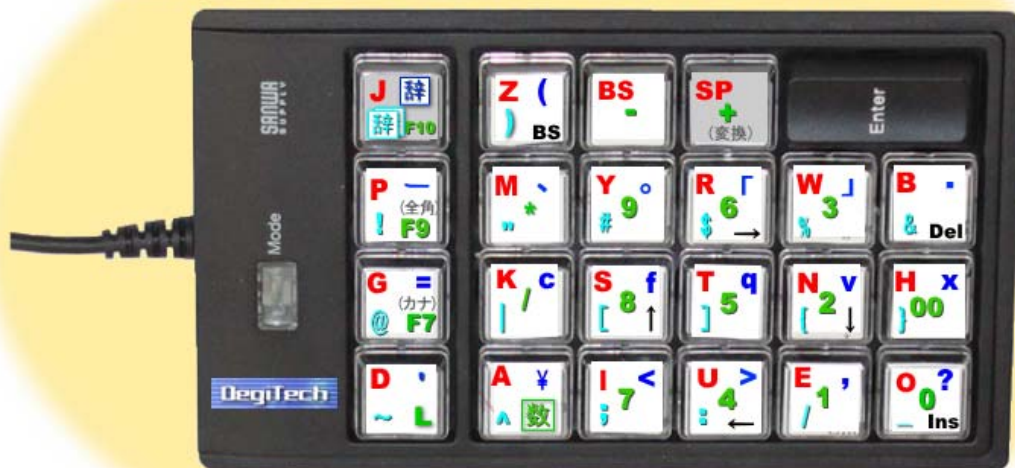 SANWA
SUPPLY
Mode
DegiTech
J 辞
辞 F10
Z (
) BS
BS
-
SP
+
(変換)
Enter
P ー
(全角)
! F9
M 、
" *
Y 。
# 9
R 「
6
$ →
W 」
3
%
B ・
& Del
G =
(カナ)
@ F7
K c
/
|
S f
8
[ ↑
T q
5
]
N v
2
{ ↓
H x
00
}
D '
~ L
A ¥
^ 数
I <
7
;
U >
4
: ←
E ,
1
/
O ?
0
_ Ins